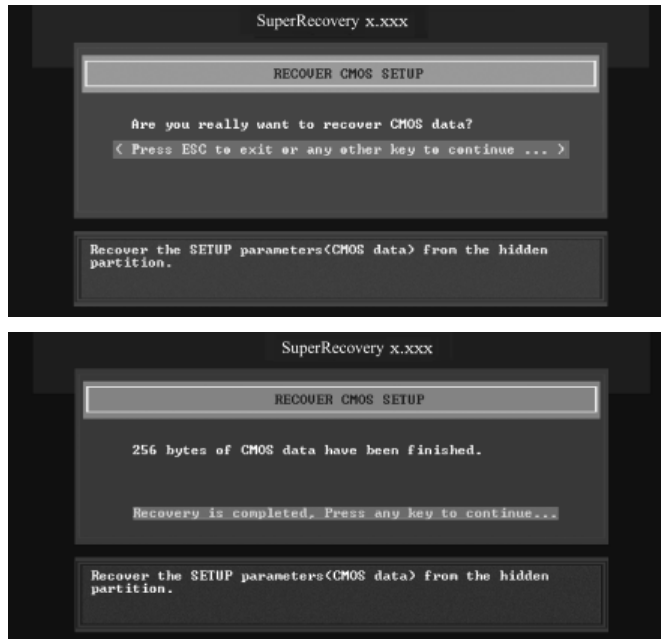 SuperRecovery x.xxx
RECOVER CMOS SETUP
Are you really want to recover CMOS data?
< Press ESC to exit or any other key to continue ... >
Recover the SETUP parameters<CMOS data) from the hidden
partition.
SuperRecovery x.xxx
RECOVER CMOS SETUP
256 bytes of CMOS data have been finished.
Recovery is completed, Press any key to continue...
Recover the SETUP parameters<CMOS data) from the hidden
partition.